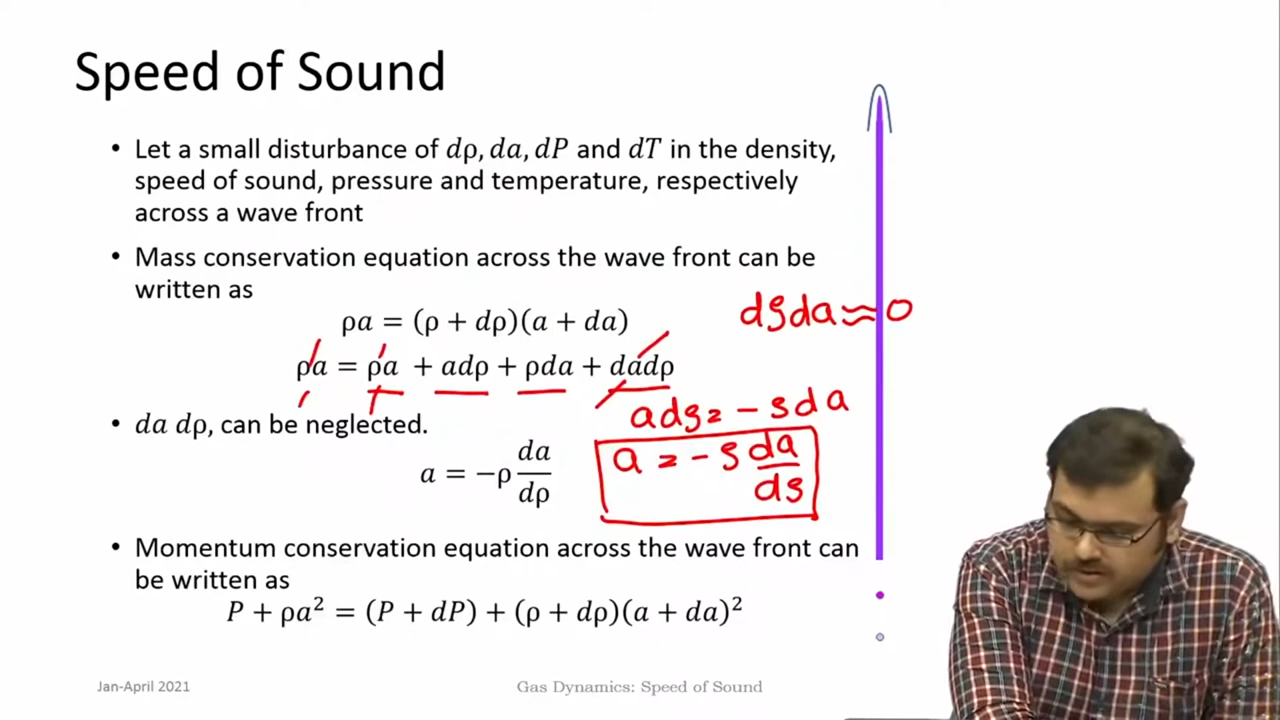 Speed of Sound
• Let a small disturbance of dρ, da, dP and dT in the density,
speed of sound, pressure and temperature, respectively
across a wave front
• Mass conservation equation across the wave front can be
written as
ρa = (ρ + dρ)(a + da)
dρda ≈ 0
ρa = ρa + adρ + ρda + dadρ
adρ = − ρda
• da dρ, can be neglected.
a = −ρ da/dρ
a = − ρ da/dρ
• Momentum conservation equation across the wave front can
be written as
P + ρa² = (P + dP) + (ρ + dρ)(a + da)²
Jan-April 2021
Gas Dynamics: Speed of Sound